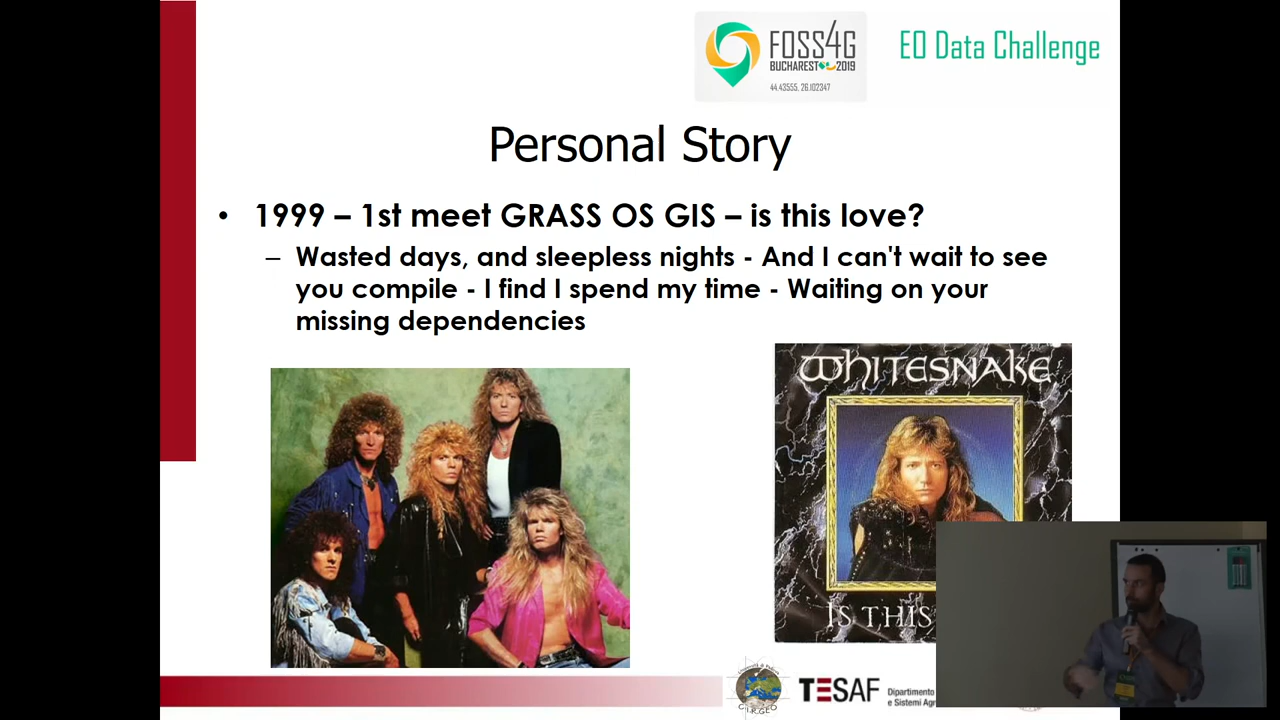 FOSS4G
BUCHAREST 2019
44.43555, 26.102347
EO Data Challenge
Personal Story
• 1999 – 1st meet GRASS OS GIS – is this love?
– Wasted days, and sleepless nights - And I can't wait to see
you compile - I find I spend my time - Waiting on your
missing dependencies
WHITESNAKE
IS THIS
TESAF
Dipartimento
e Sistemi Agr